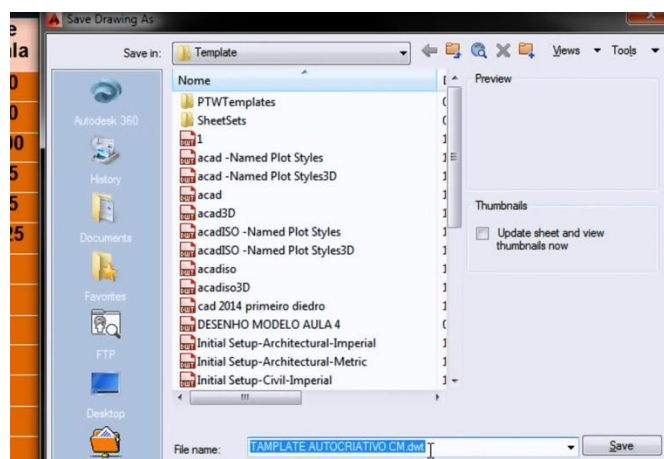 Save Drawing As
la
Save in:
Template
Views
Tools
Nome
Preview
PTWTemplates
SheetSets
1
acad -Named Plot Styles
acad -Named Plot Styles3D
acad
acad3D
acadISO -Named Plot Styles
acadISO -Named Plot Styles3D
acadiso
acadiso3D
cad 2014 primeiro diedro
DESENHO MODELO AULA 4
Initial Setup-Architectural-Imperial
Initial Setup-Architectural-Metric
Initial Setup-Civil-Imperial
Autodesk 360
History
Documents
Favorites
FTP
Desktop
Thumbnails
Update sheet and view
thumbnails now
File name:
TAMPLATE AUTOCRIATIVO CM.dwt
Save